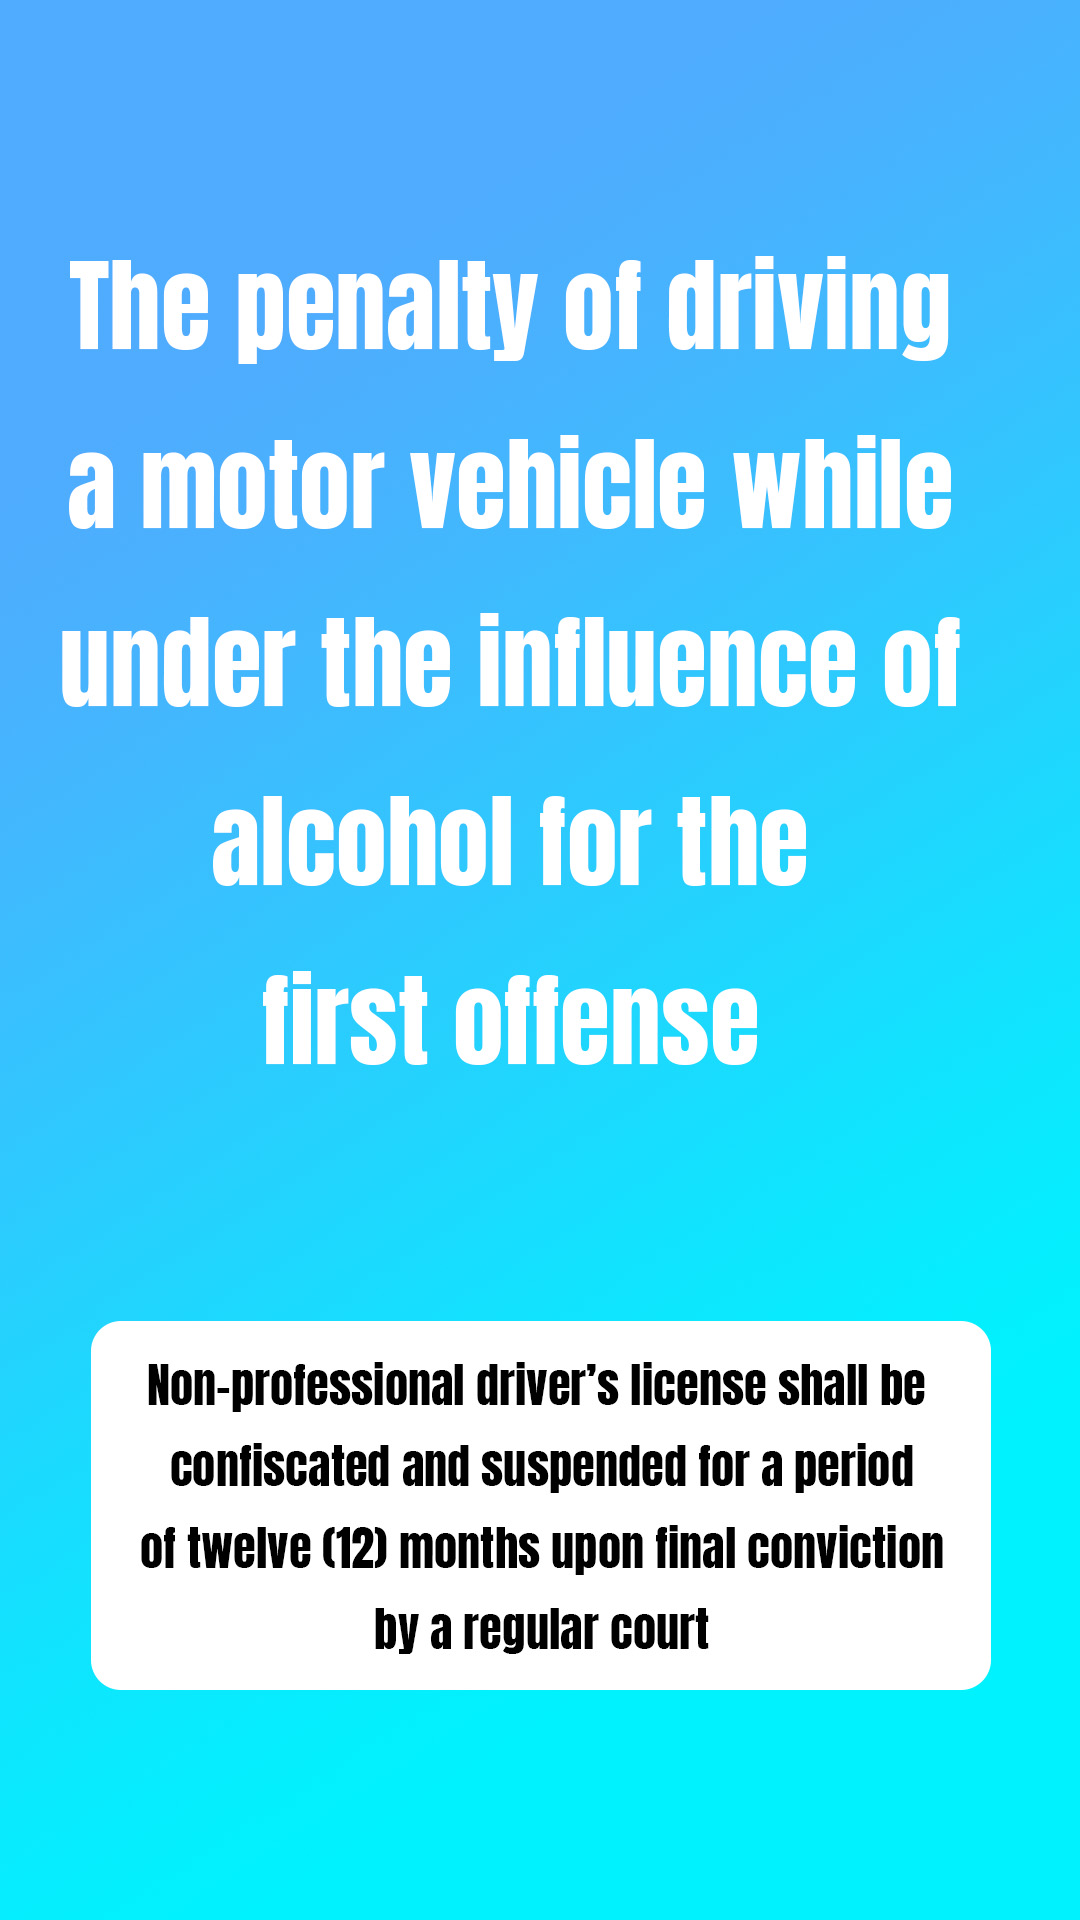 The penalty of driving
a motor vehicle while
under the influence of
alcohol for the
first offense
Non-professional driver’s license shall be
confiscated and suspended for a period
of twelve (12) months upon final conviction
by a regular court